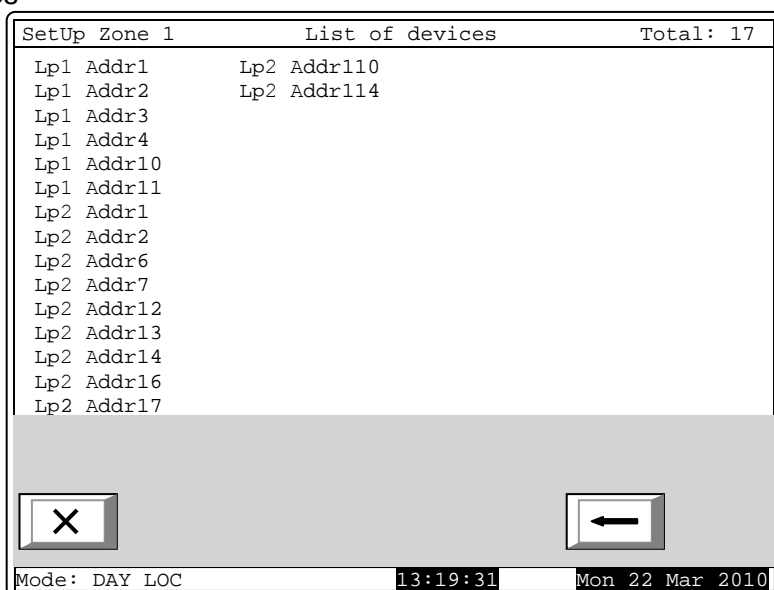 SetUp Zone 1 List of devices Total: 17
Lp1 Addr1 Lp2 Addr110
Lp1 Addr2 Lp2 Addr114
Lp1 Addr3
Lp1 Addr4
Lp1 Addr10
Lp1 Addr11
Lp2 Addr1
Lp2 Addr2
Lp2 Addr6
Lp2 Addr7
Lp2 Addr12
Lp2 Addr13
Lp2 Addr14
Lp2 Addr16
Lp2 Addr17
Mode: DAY LOC 13:19:31 Mon 22 Mar 2010